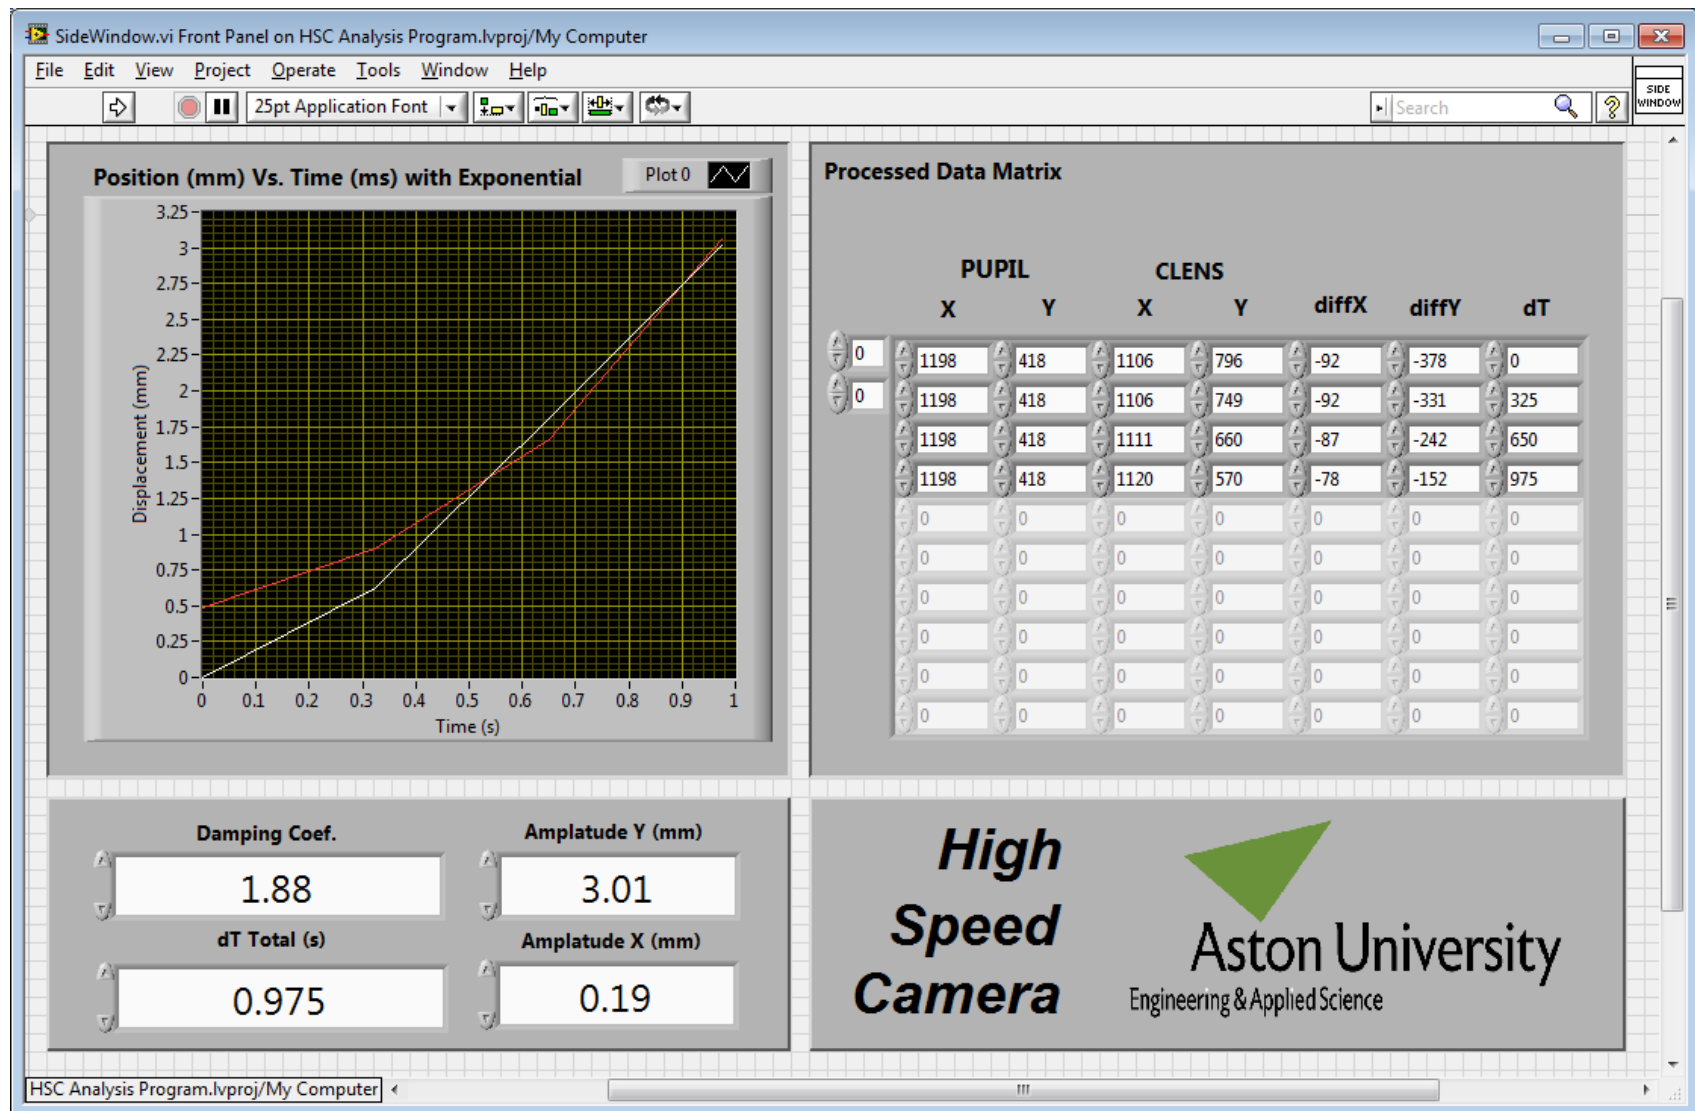 SideWindow.vi Front Panel on HSC Analysis Program.lvproj/My Computer
File Edit View Project Operate Tools Window Help
SIDE
WINDOW
25pt Application Font
Search
?
Position (mm) Vs. Time (ms) with Exponential
Plot 0
3.25
3
2.75
2.5
2.25
2
1.75
1.5
1.25
1
0.75
0.5
0.25
0
Displacement (mm)
0 0.1 0.2 0.3 0.4 0.5 0.6 0.7 0.8 0.9 1
Time (s)
Processed Data Matrix
PUPIL CLENS
X Y X Y diffX diffY dT
0 1198 418 1106 796 -92 -378 0
0 1198 418 1106 749 -92 -331 325
1198 418 1111 660 -87 -242 650
1198 418 1120 570 -78 -152 975
0 0 0 0 0 0 0
0 0 0 0 0 0 0
0 0 0 0 0 0 0
0 0 0 0 0 0 0
0 0 0 0 0 0 0
0 0 0 0 0 0 0
Damping Coef.
1.88
Amplatude Y (mm)
3.01
dT Total (s)
0.975
Amplatude X (mm)
0.19
High
Speed
Camera
Aston University
Engineering & Applied Science
HSC Analysis Program.lvproj/My Computer